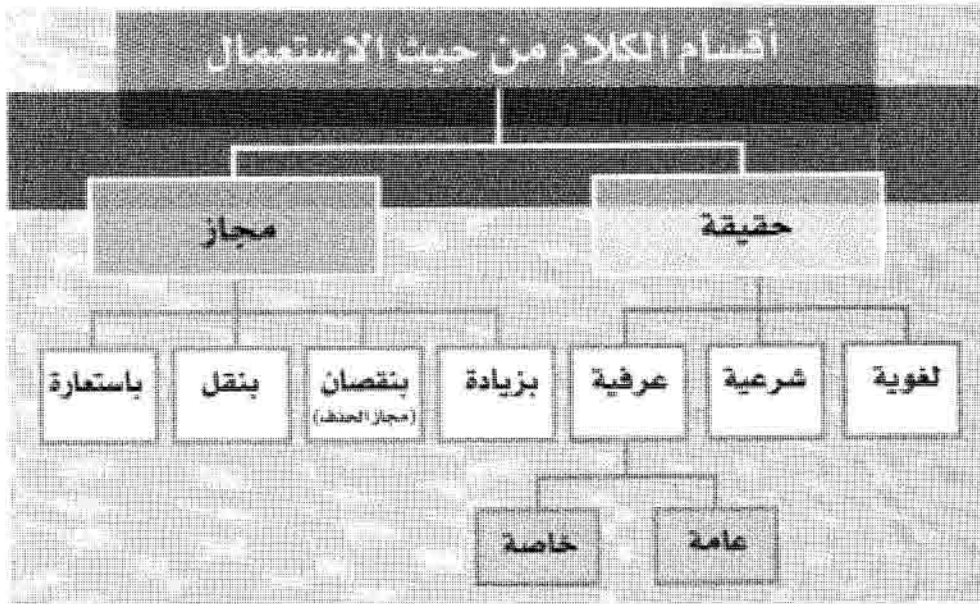 أقسام الكلام من حيث الاستعمال
حقيقة
مجاز
لغوية
شرعية
عرفية
بزيادة
بنقصان
(مجاز الحذف)
بنقل
باستعارة
عامة
خاصة